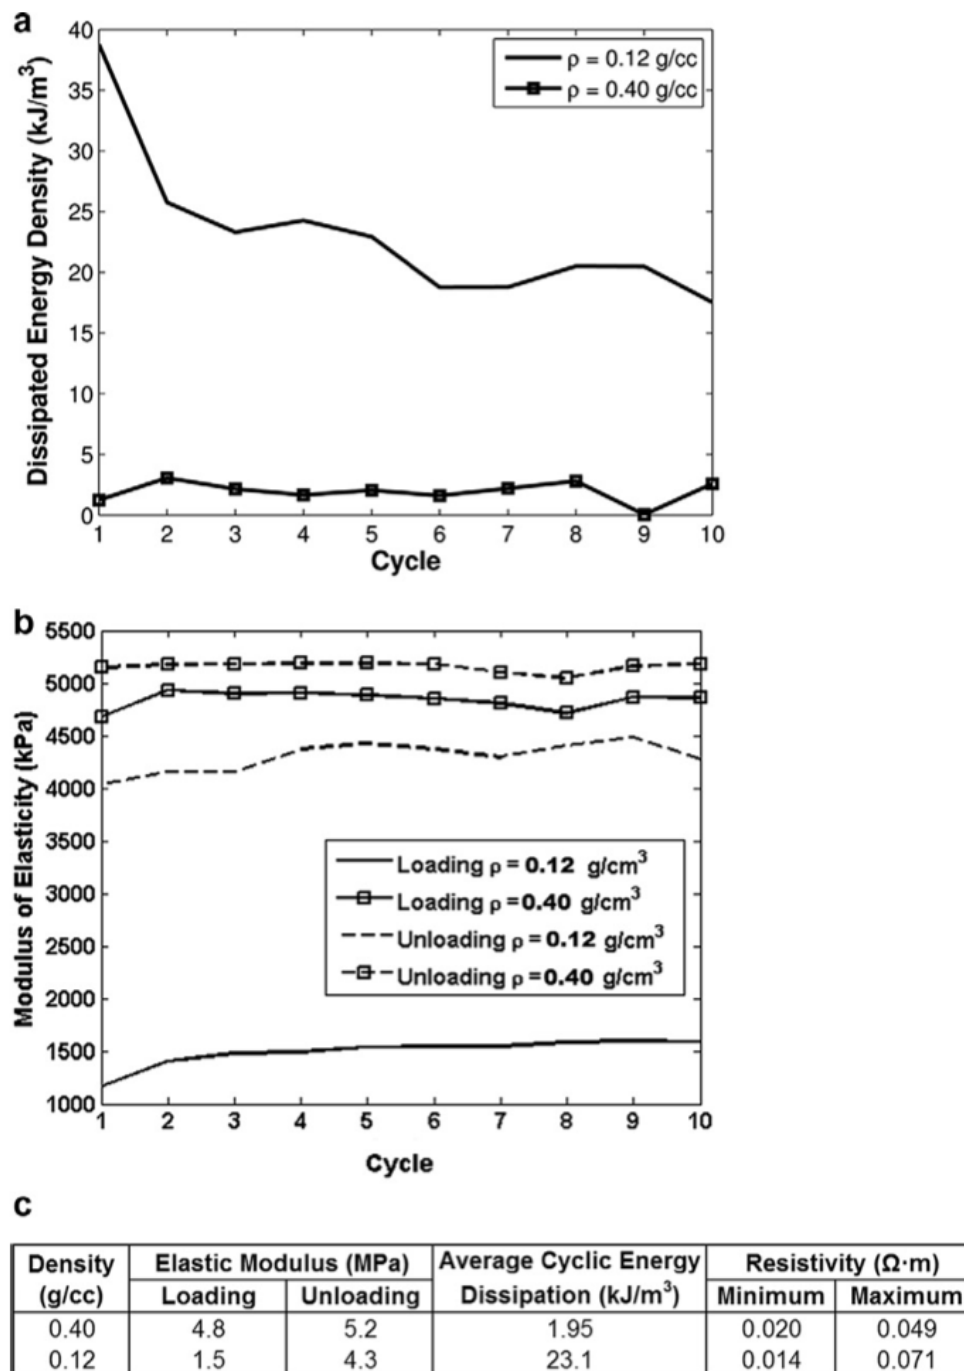 a
Dissipated Energy Density (kJ/m³)
40
35
30
25
20
15
10
5
0
ρ = 0.12 g/cc
ρ = 0.40 g/cc
1 2 3 4 5 6 7 8 9 10
Cycle
b
Modulus of Elasticity (kPa)
5500
5000
4500
4000
3500
3000
2500
2000
1500
1000
Loading ρ = 0.12 g/cm³
Loading ρ = 0.40 g/cm³
Unloading ρ = 0.12 g/cm³
Unloading ρ = 0.40 g/cm³
1 2 3 4 5 6 7 8 9 10
Cycle
c
Density Elastic Modulus (MPa) Average Cyclic Energy Resistivity (Ω·m)
(g/cc) Loading Unloading Dissipation (kJ/m³) Minimum Maximum
0.40 4.8 5.2 1.95 0.020 0.049
0.12 1.5 4.3 23.1 0.014 0.071